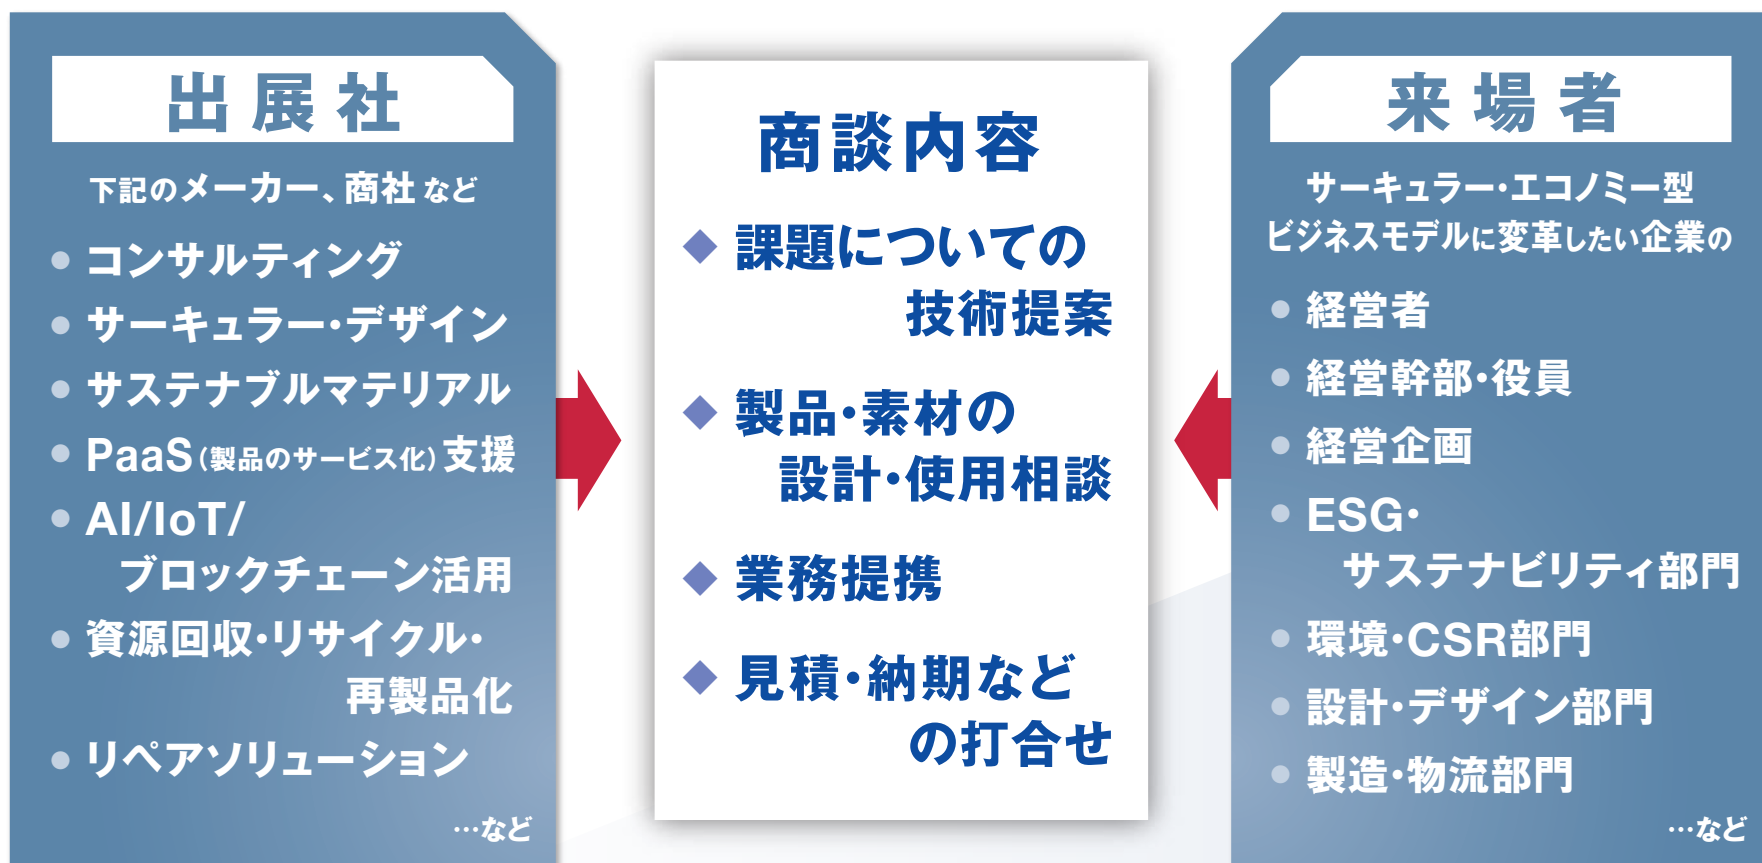 出展社
下記のメーカー、商社 など
● コンサルティング
● サーキュラー・デザイン
● サステナブルマテリアル
● PaaS(製品のサービス化)支援
● AI/IoT/
ブロックチェーン活用
● 資源回収・リサイクル・
再製品化
● リペアソリューション
…など
商談内容
◆ 課題についての
技術提案
◆ 製品・素材の
設計・使用相談
◆ 業務提携
◆ 見積・納期など
の打合せ
来場者
サーキュラー・エコノミー型
ビジネスモデルに変革したい企業の
● 経営者
● 経営幹部・役員
● 経営企画
● ESG・
サステナビリティ部門
● 環境・CSR部門
● 設計・デザイン部門
● 製造・物流部門
…など